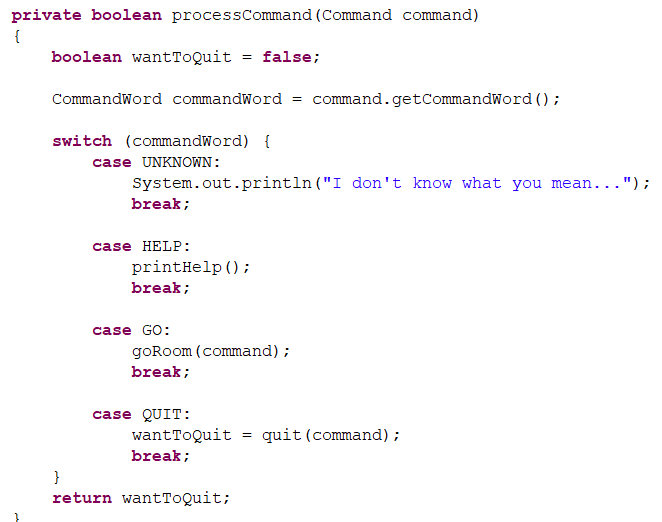 private boolean processCommand(Command command)
{
    boolean wantToQuit = false;

    CommandWord commandWord = command.getCommandWord();

    switch (commandWord) {
        case UNKNOWN:
            System.out.println("I don't know what you mean...");
            break;

        case HELP:
            printHelp();
            break;

        case GO:
            goRoom(command);
            break;

        case QUIT:
            wantToQuit = quit(command);
            break;
    }
    return wantToQuit;
}